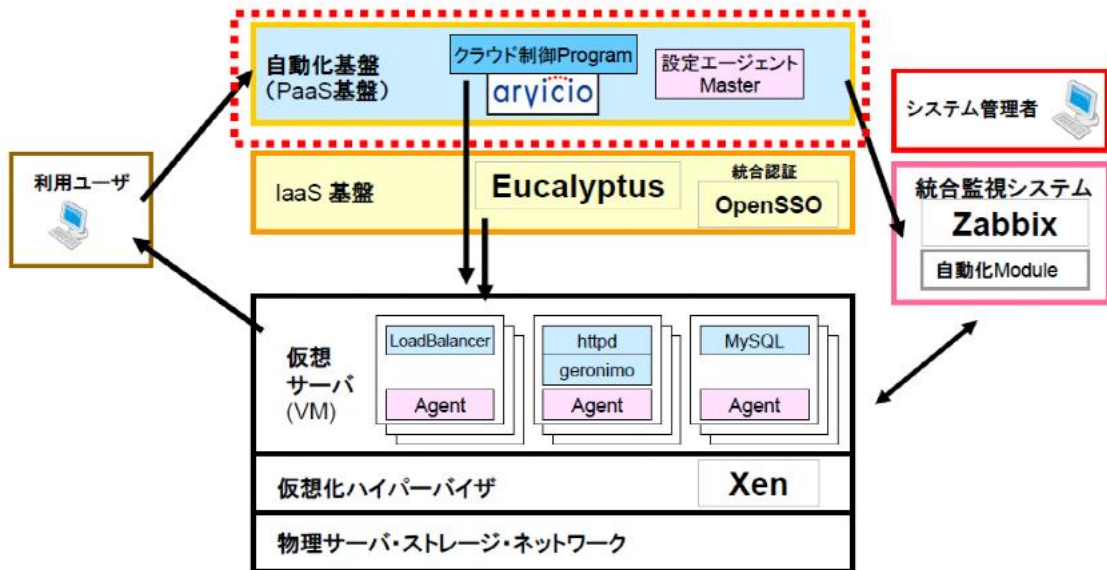 自動化基盤
(PaaS基盤)
クラウド制御Program
arvicio
設定エージェント
Master
システム管理者
利用ユーザ
IaaS 基盤
Eucalyptus
統合認証
OpenSSO
統合監視システム
Zabbix
自動化Module
仮想
サーバ
(VM)
LoadBalancer
Agent
httpd
geronimo
Agent
MySQL
Agent
仮想化ハイパーバイザ
Xen
物理サーバ・ストレージ・ネットワーク